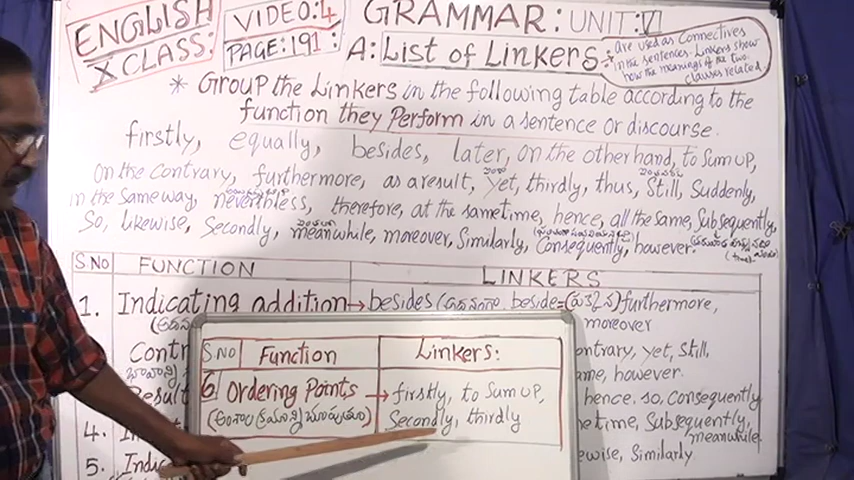 ENGLISH
X CLASS:
VIDEO:4
PAGE:191:
GRAMMAR: UNIT:VI
A: List of Linkers:
are used as Connectives
in the sentences. Linkers show
how the meanings of the two
clauses related
* Group the Linkers in the following table according to the
function they Perform in a sentence or discourse.
firstly, equally, besides, later, on the other hand, to sum up,
on the contrary, furthermore, as a result, yet, thirdly, thus, still, Suddenly,
in the same way, neverthless, therefore, at the same time, hence, all the same, Subsequently,
So, Likewise, Secondly, meanwhile, moreover, Similarly, Consequently, however.
S NO FUNCTION LINKERS
1. Indicating addition → besides ( beside= furthermore,
moreover
Contr ontrary, yet, still,
ame, however.
Result hence. so, Consequently
4. In etime, Subsequently,
meanwhile
5. Indic ewise, Similarly.
S NO Function Linkers:
6 Ordering Points → firstly, to sum up,
Secondly, thirdly